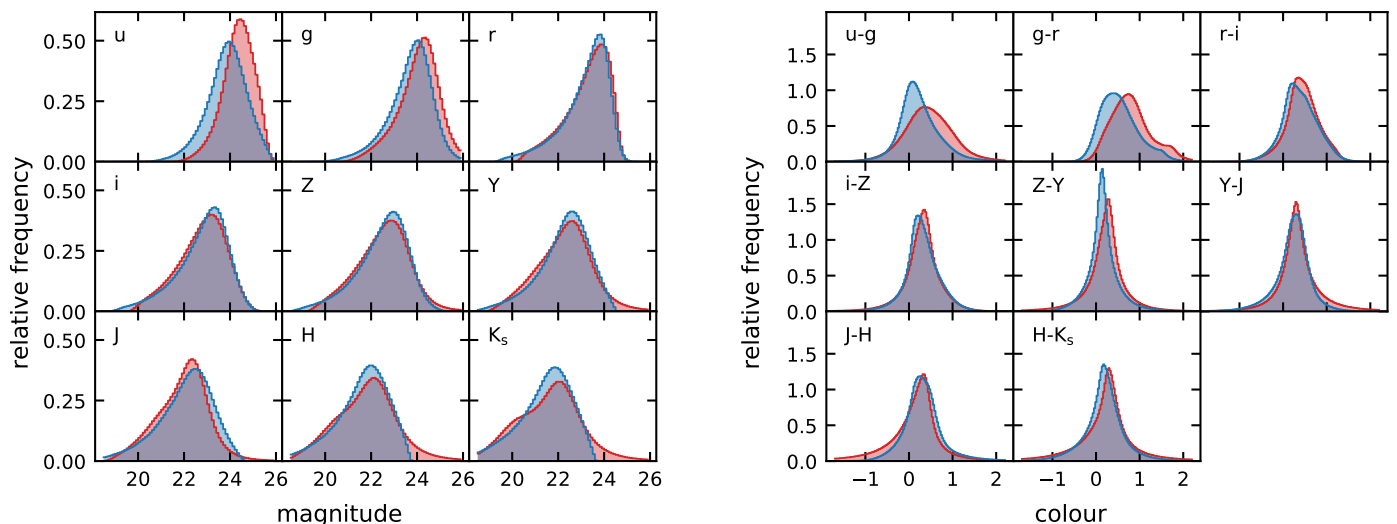 u g r
0.50
0.25
0.00
i Z Y
0.50
0.25
0.00
J H Ks
0.50
0.25
0.00
20 22 24 26 20 22 24 26 20 22 24 26
relative frequency
magnitude
u-g g-r r-i
1.5
1.0
0.5
0.0
i-Z Z-Y Y-J
1.5
1.0
0.5
0.0
J-H H-Ks
1.5
1.0
0.5
0.0
−1 0 1 2 −1 0 1 2
relative frequency
colour